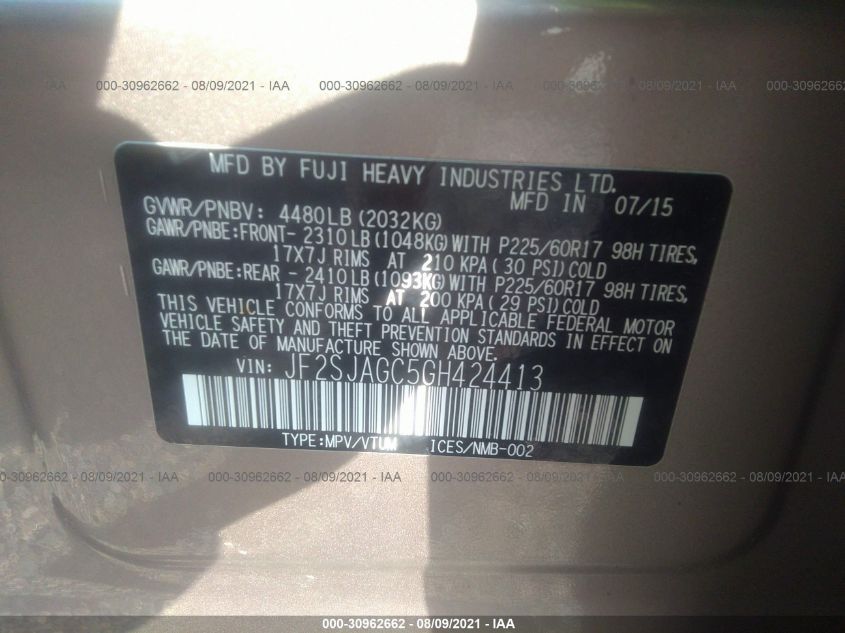 000-30962662 - 08/09/2021 - IAA 000-30962662 - 08/09/2021 - IAA 000-30962662 - 08/09/2021 - IAA 000-30962662 - 08/
MFD BY FUJI HEAVY INDUSTRIES LTD.
MFD IN 07/15
GVWR/PNBV: 4480LB(2032KG)
GAWR/PNBE:FRONT-2310LB(1048KG)WITH P225/60R17 98H TIRES,
17X7J RIMS AT 210 KPA( 30 PSI)COLD
GAWR/PNBE:REAR - 2410LB(1093KG)WITH P225/60R17 98H TIRES,
17X7J RIMS AT 200 KPA( 29 PSI)COLD
THIS VEHICLE CONFORMS TO ALL APPLICABLE FEDERAL MOTOR
VEHICLE SAFETY AND THEFT PREVENTION STANDARDS IN EFFECT ON
THE DATE OF MANUFACTURE SHOWN ABOVE.
VIN: JF2SJAGC5GH424413
TYPE:MPV/VTUM ICES/NMB-002
000-30962662 - 08/09/2021 - IAA